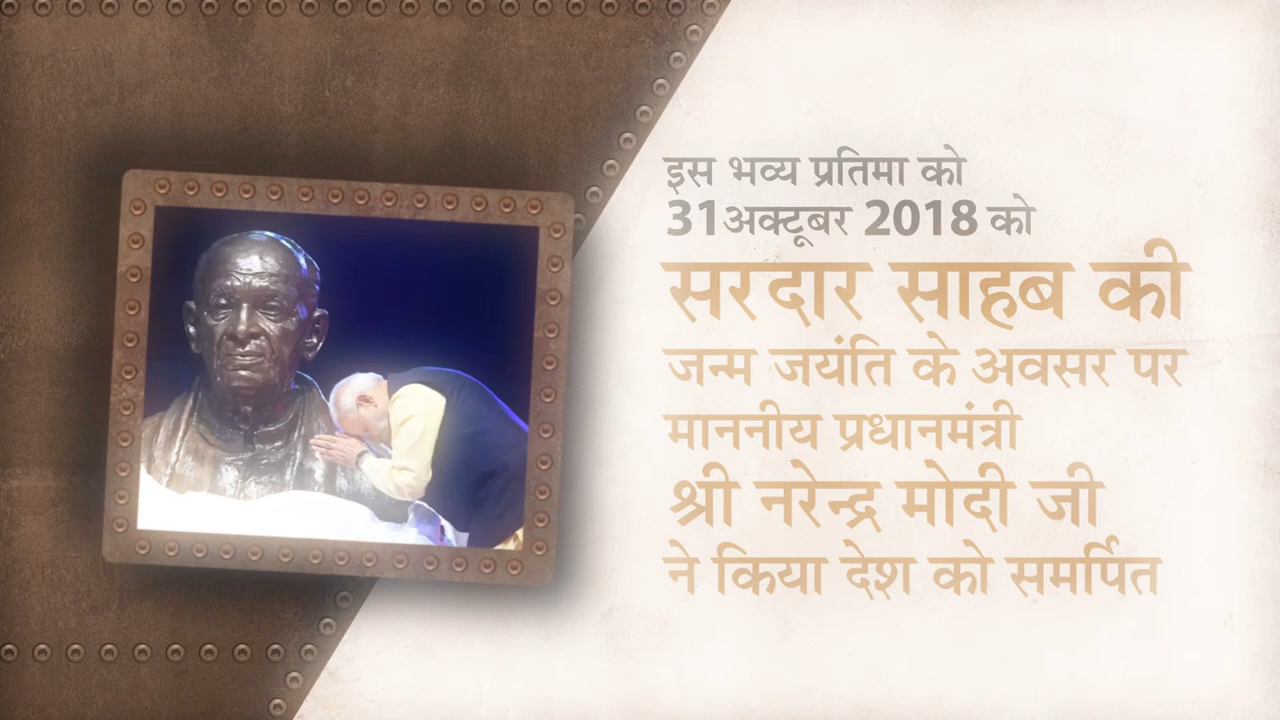 इस भव्य प्रतिमा को
31अक्टूबर 2018 को
सरदार साहब की
जन्म जयंति के अवसर पर
माननीय प्रधानमंत्री
श्री नरेन्द्र मोदी जी
ने किया देश को समर्पित